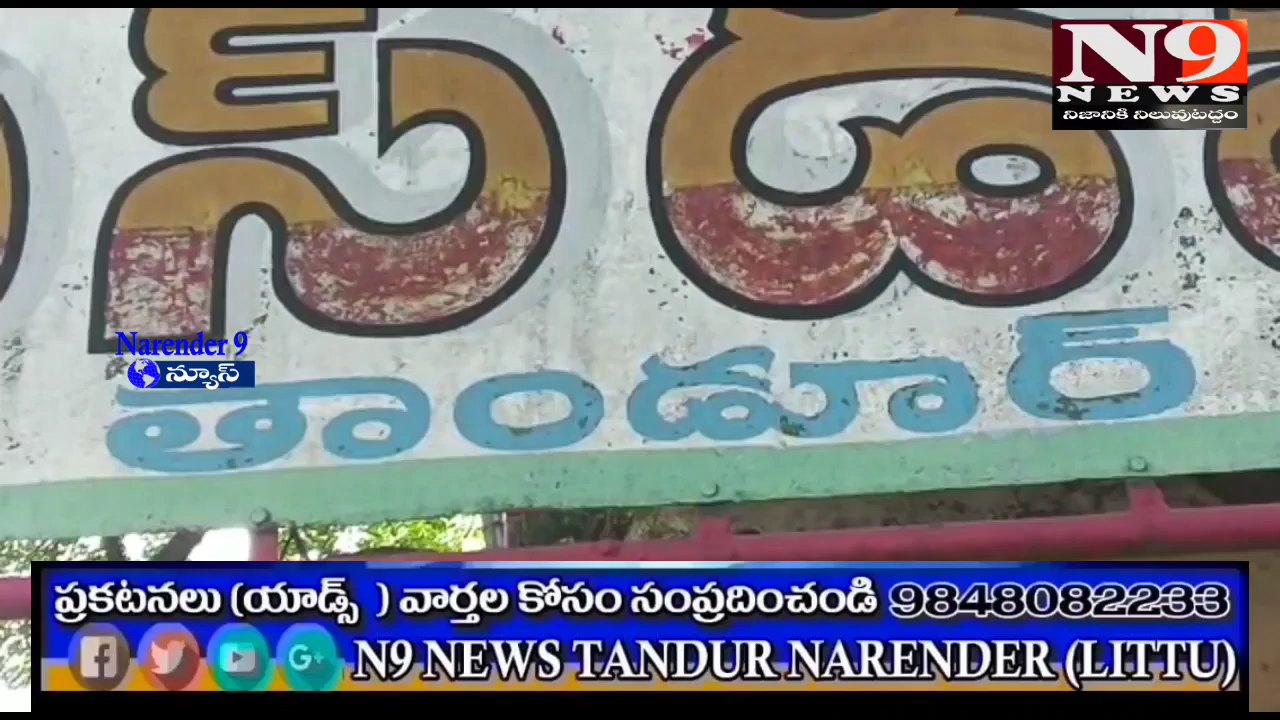 N9
NEWS
నిజానికి నిలువుటద్దం
Narender 9
న్యూస్
తాండూర్
ప్రకటనలు (యాడ్స్ ) వార్తల కోసం సంప్రదించండి 9848082233
N9 NEWS TANDUR NARENDER (LITTU)